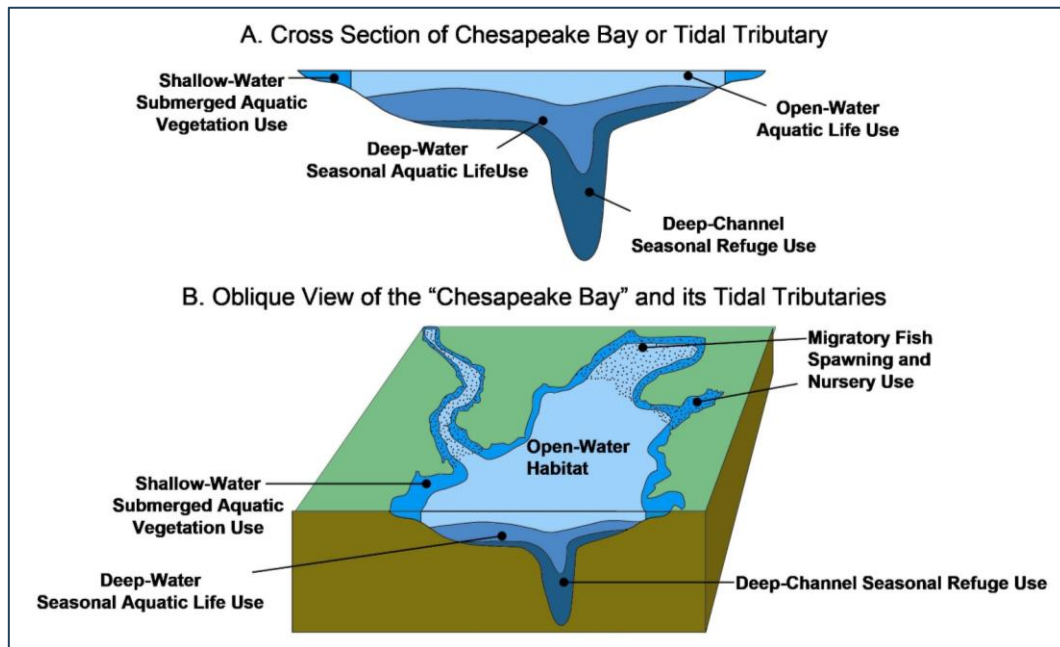 A. Cross Section of Chesapeake Bay or Tidal Tributary
Shallow-Water
Submerged Aquatic
Vegetation Use
Open-Water
Aquatic Life Use
Deep-Water
Seasonal Aquatic LifeUse
Deep-Channel
Seasonal Refuge Use
B. Oblique View of the “Chesapeake Bay” and its Tidal Tributaries
Migratory Fish
Spawning and
Nursery Use
Open-Water
Habitat
Shallow-Water
Submerged Aquatic
Vegetation Use
Deep-Water
Seasonal Aquatic Life Use
Deep-Channel Seasonal Refuge Use